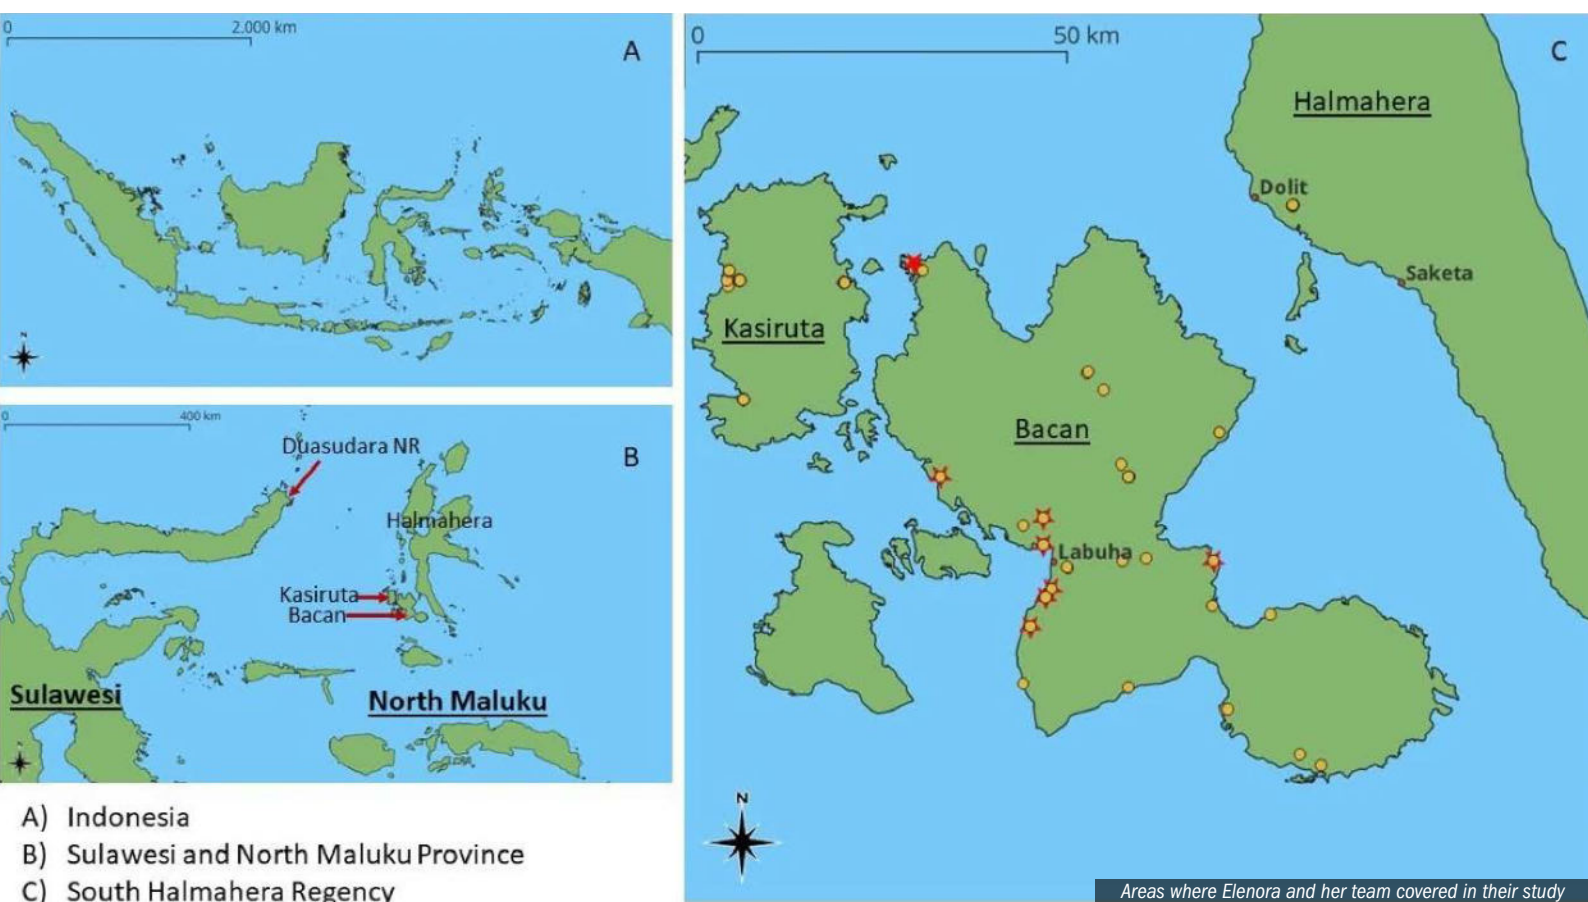 0 2.000 km
A
N
0 400 km
Duasudara NR
B
Halmahera
Kasiruta
Bacan
Sulawesi
North Maluku
N
A) Indonesia
B) Sulawesi and North Maluku Province
C) South Halmahera Regency
0 50 km
C
Halmahera
Dolit
Saketa
Kasiruta
Bacan
Labuha
N
Areas where Elenora and her team covered in their study